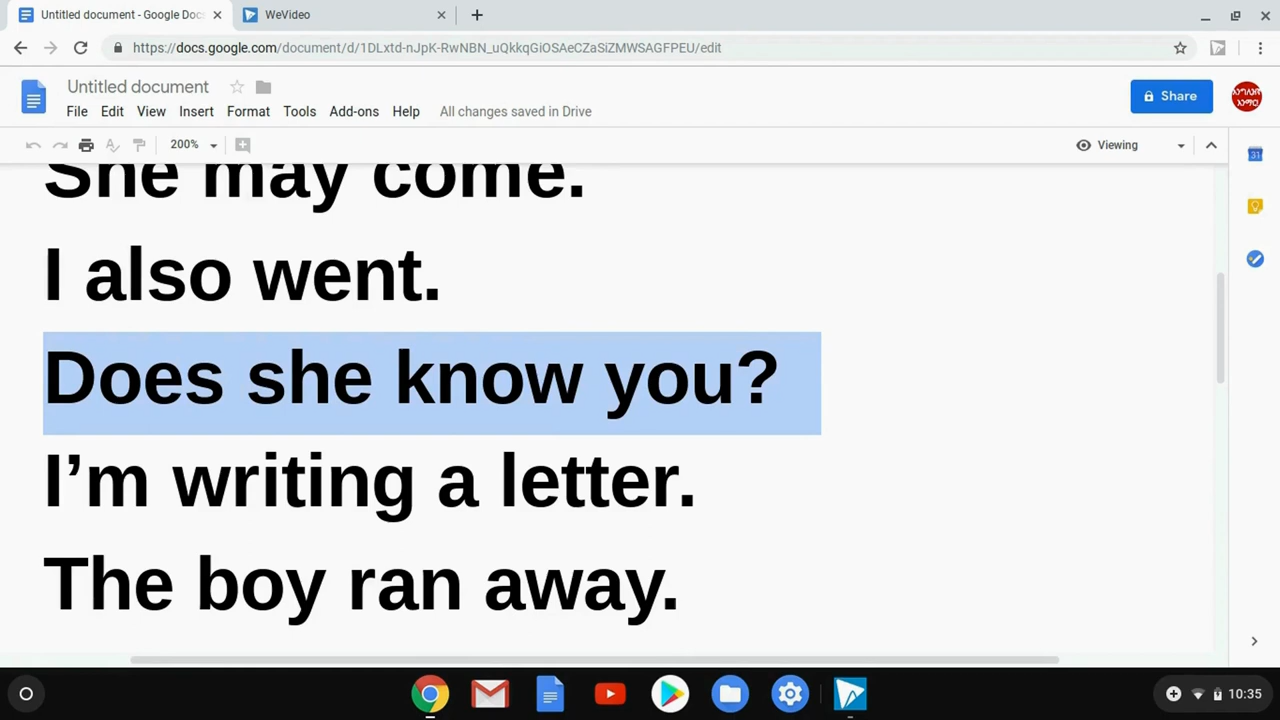 Untitled document - Google Docs
WeVideo
https://docs.google.com/document/d/1DLxtd-nJpK-RwNBN_uQkkqGiOSAeCZaSiZMWSAGFPEU/edit
Untitled document
File Edit View Insert Format Tools Add-ons Help All changes saved in Drive
Share
200%
Viewing
31
She may come.
I also went.
Does she know you?
I’m writing a letter.
The boy ran away.
10:35